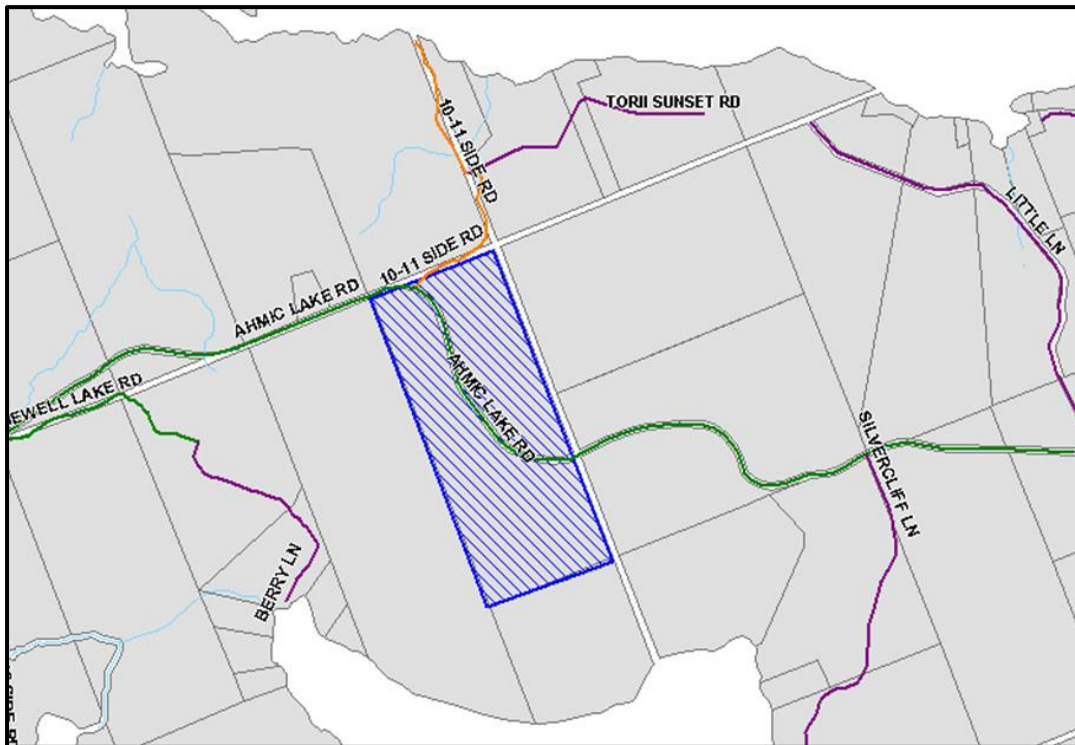 TORII SUNSET RD
10-11 SIDE RD
LITTLE LN
10-11 SIDE RD
AHMIC LAKE RD
AHMIC LAKE RD
LAKE RD
SILVERCLIFF LN
BERRY LN